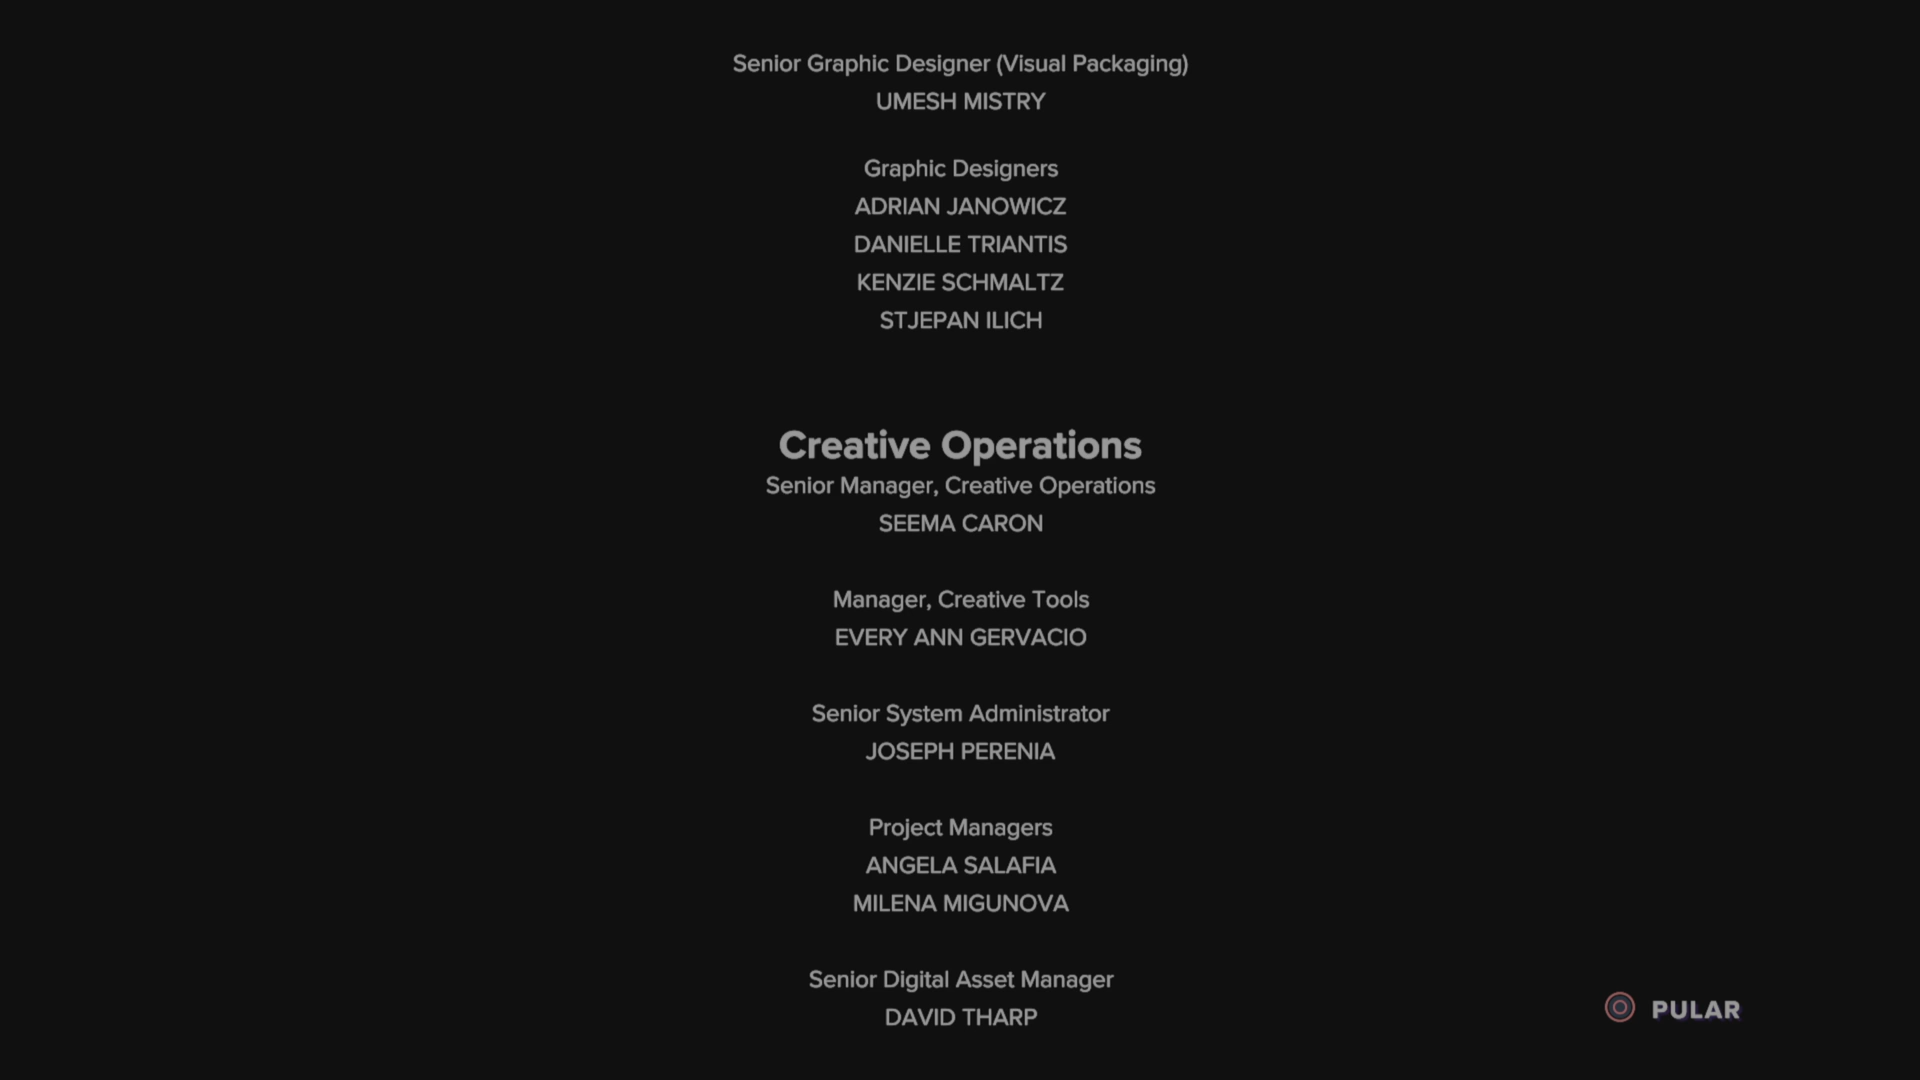 Senior Graphic Designer (Visual Packaging)
UMESH MISTRY
Graphic Designers
ADRIAN JANOWICZ
DANIELLE TRIANTIS
KENZIE SCHMALTZ
STJEPAN ILICH
Creative Operations
Senior Manager, Creative Operations
SEEMA CARON
Manager, Creative Tools
EVERY ANN GERVACIO
Senior System Administrator
JOSEPH PERENIA
Project Managers
ANGELA SALAFIA
MILENA MIGUNOVA
Senior Digital Asset Manager
DAVID THARP
PULAR